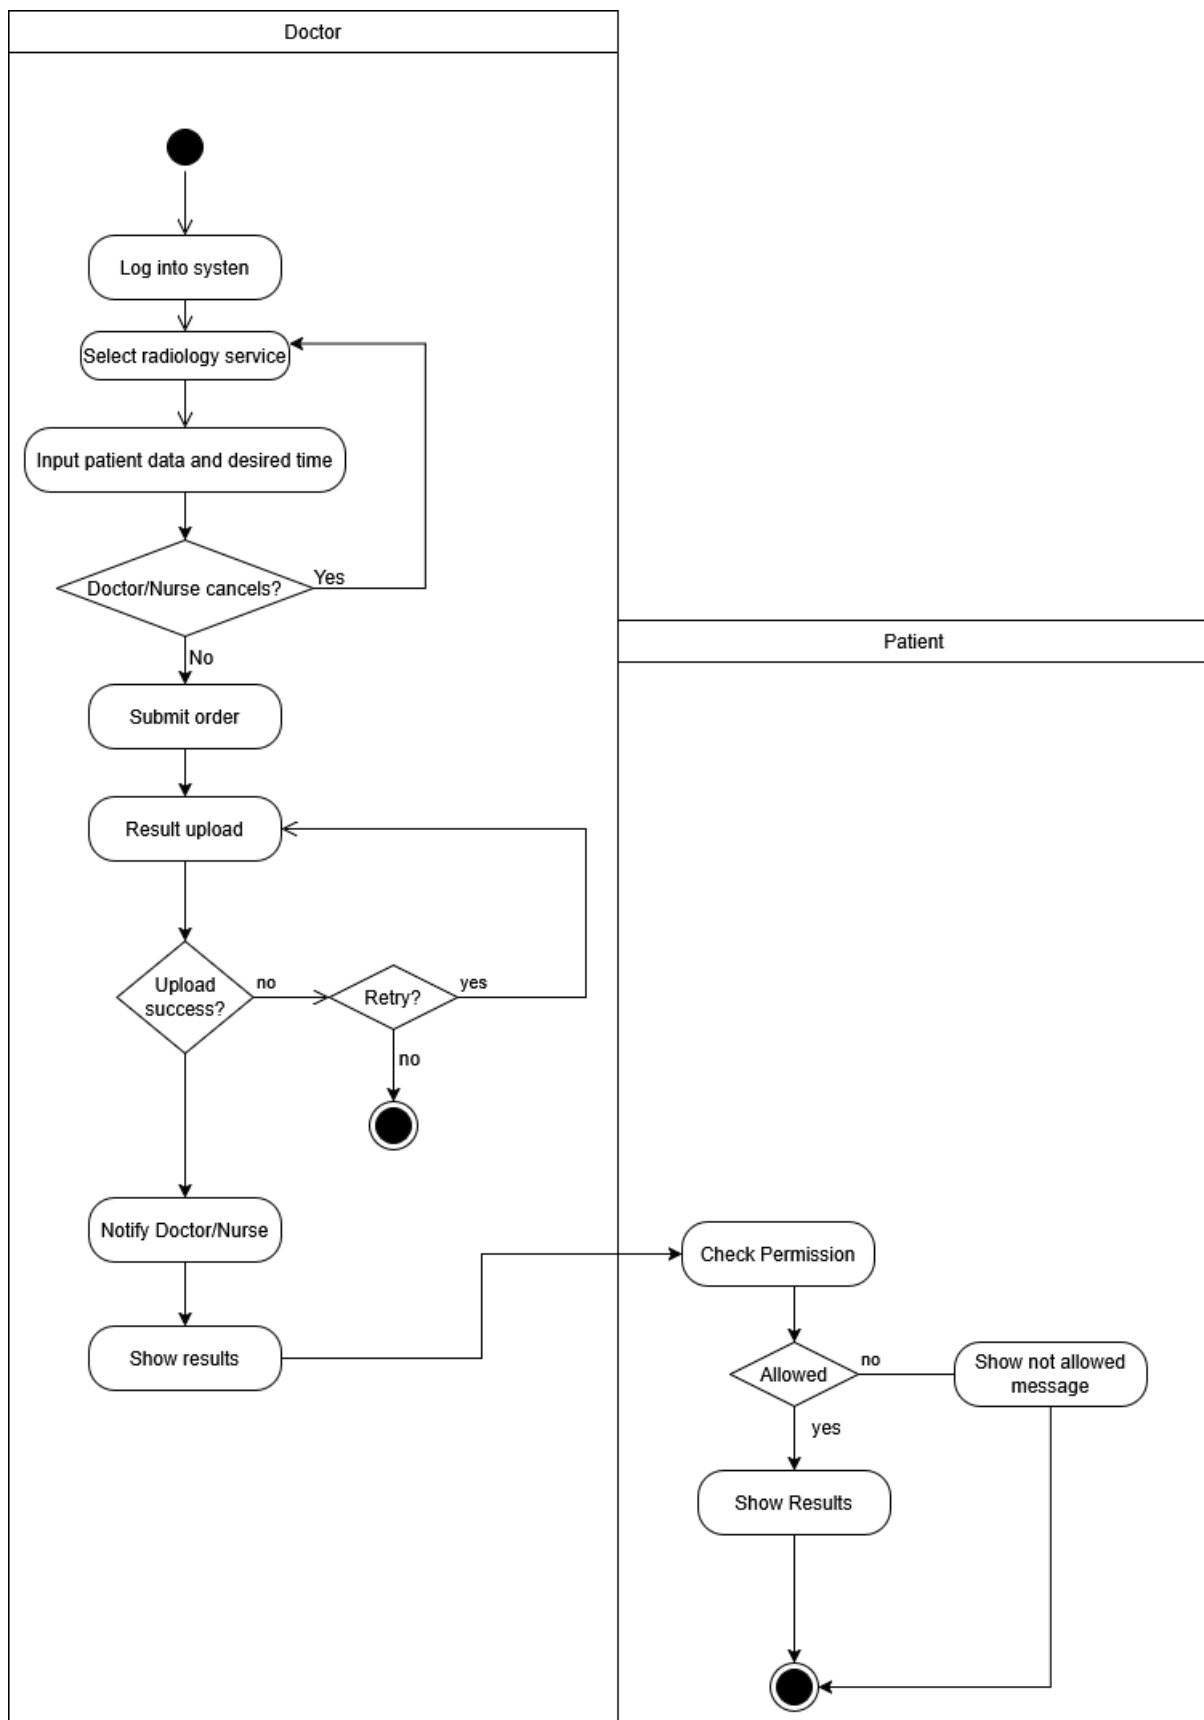 Doctor
Log into systen
Select radiology service
Input patient data and desired time
Doctor/Nurse cancels?
Yes
No
Submit order
Result upload
Upload
success?
no
Retry?
yes
no
Notify Doctor/Nurse
Show results
Patient
Check Permission
Allowed
no
Show not allowed
message
yes
Show Results